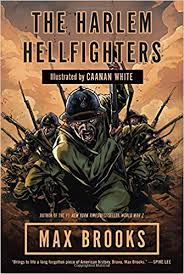 THE HARLEM
HELLFIGHTERS
Illustrated by CAANAN WHITE
AUTHOR OF THE #1 NEW YORK TIMES BESTSELLER WORLD WAR Z
MAX BROOKS
"Brings to life a long forgotten piece of American history. Bravo, Max Brooks." —SPIKE LEE